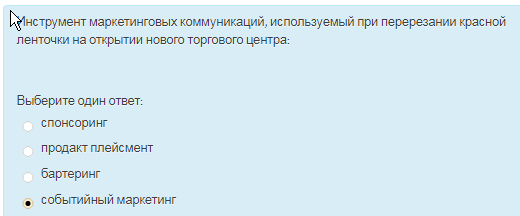 Инструмент маркетинговых коммуникаций, используемый при перерезании красной
ленточки на открытии нового торгового центра:
Выберите один ответ:
спонсоринг
продакт плейсмент
бартеринг
событийный маркетинг